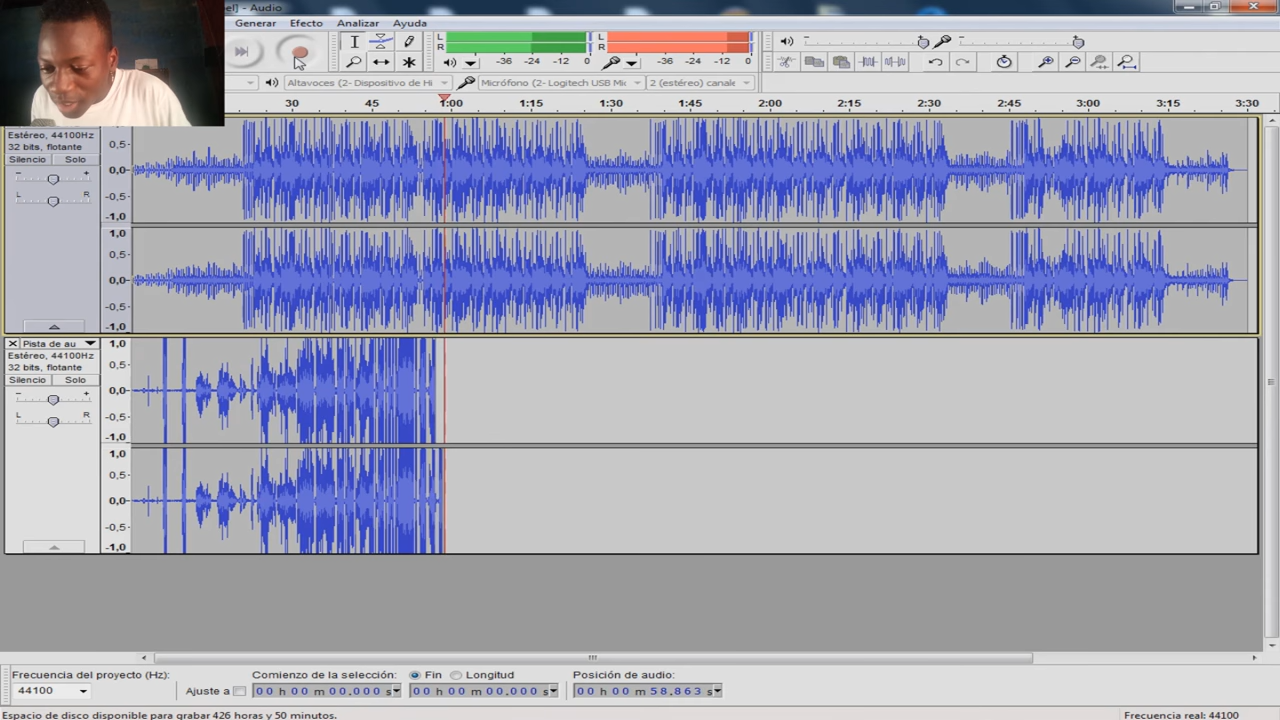 el] - Audio
Generar Efecto Analizar Ayuda
L
R
-36 -24 -12 0
L
R
-36 -24 -12 0
Altavoces (2- Dispositivo de Hi
Micrófono (2- Logitech USB Mic
2 (estéreo) canale
30 45 1:00 1:15 1:30 1:45 2:00 2:15 2:30 2:45 3:00 3:15 3:30
Estéreo, 44100Hz
32 bits, flotante
Silencio Solo
- +
L R
0,5-
0,0-
-0,5-
-1,0
1,0
0,5-
0,0-
-0,5-
-1,0
X Pista de au
Estéreo, 44100Hz
32 bits, flotante
Silencio Solo
- +
L R
1,0
0,5-
0,0-
-0,5-
-1,0
1,0
0,5-
0,0-
-0,5-
-1,0
Frecuencia del proyecto (Hz):
44100
Ajuste a
Comienzo de la selección:
00 h 00 m 00.000 s
Fin Longitud
00 h 00 m 00.000 s
Posición de audio:
00 h 00 m 58.863 s
Espacio de disco disponible para grabar 426 horas y 50 minutos.
Frecuencia real: 44100